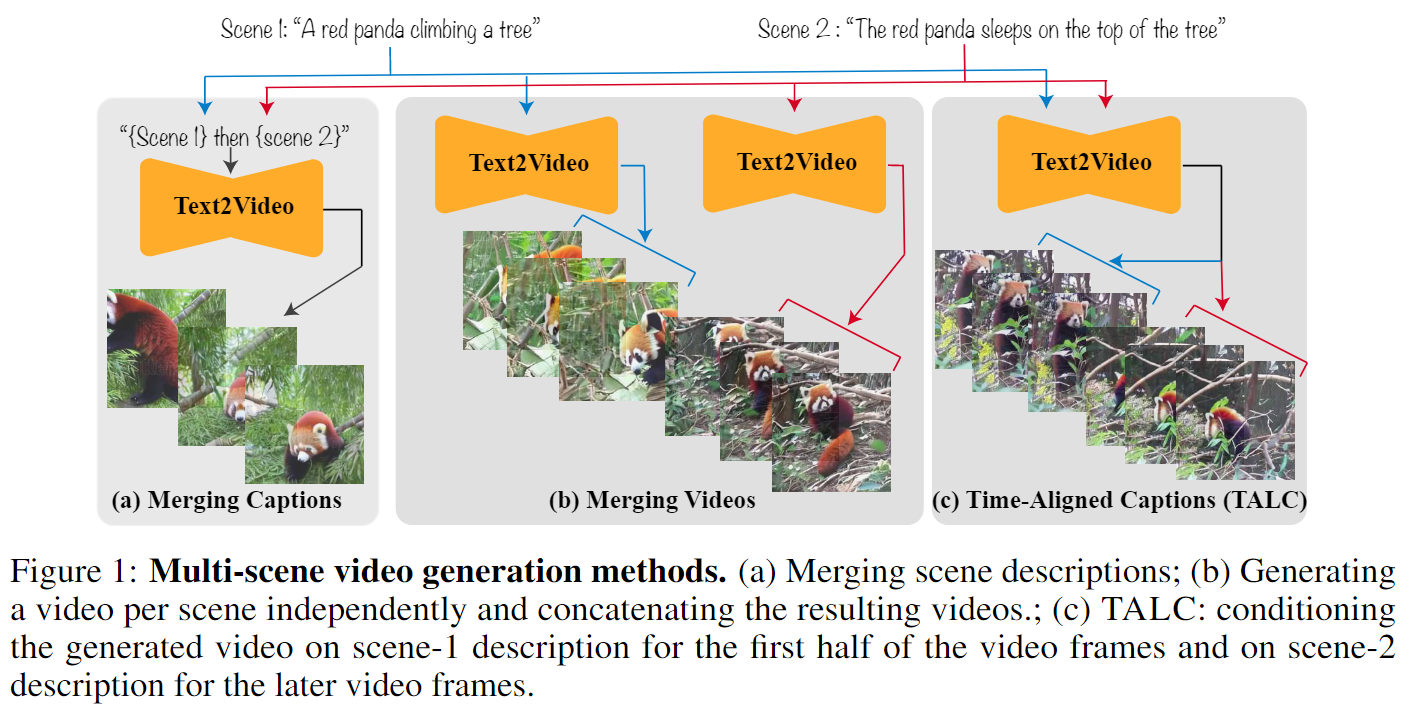 Scene 1: “A red panda climbing a tree”
Scene 2 : “The red panda sleeps on the top of the tree”
“{Scene 1} then {scene 2}”
Text2Video
Text2Video
Text2Video
Text2Video
(a) Merging Captions
(b) Merging Videos
(c) Time-Aligned Captions (TALC)
Figure 1: Multi-scene video generation methods. (a) Merging scene descriptions; (b) Generating
a video per scene independently and concatenating the resulting videos.; (c) TALC: conditioning
the generated video on scene-1 description for the first half of the video frames and on scene-2
description for the later video frames.